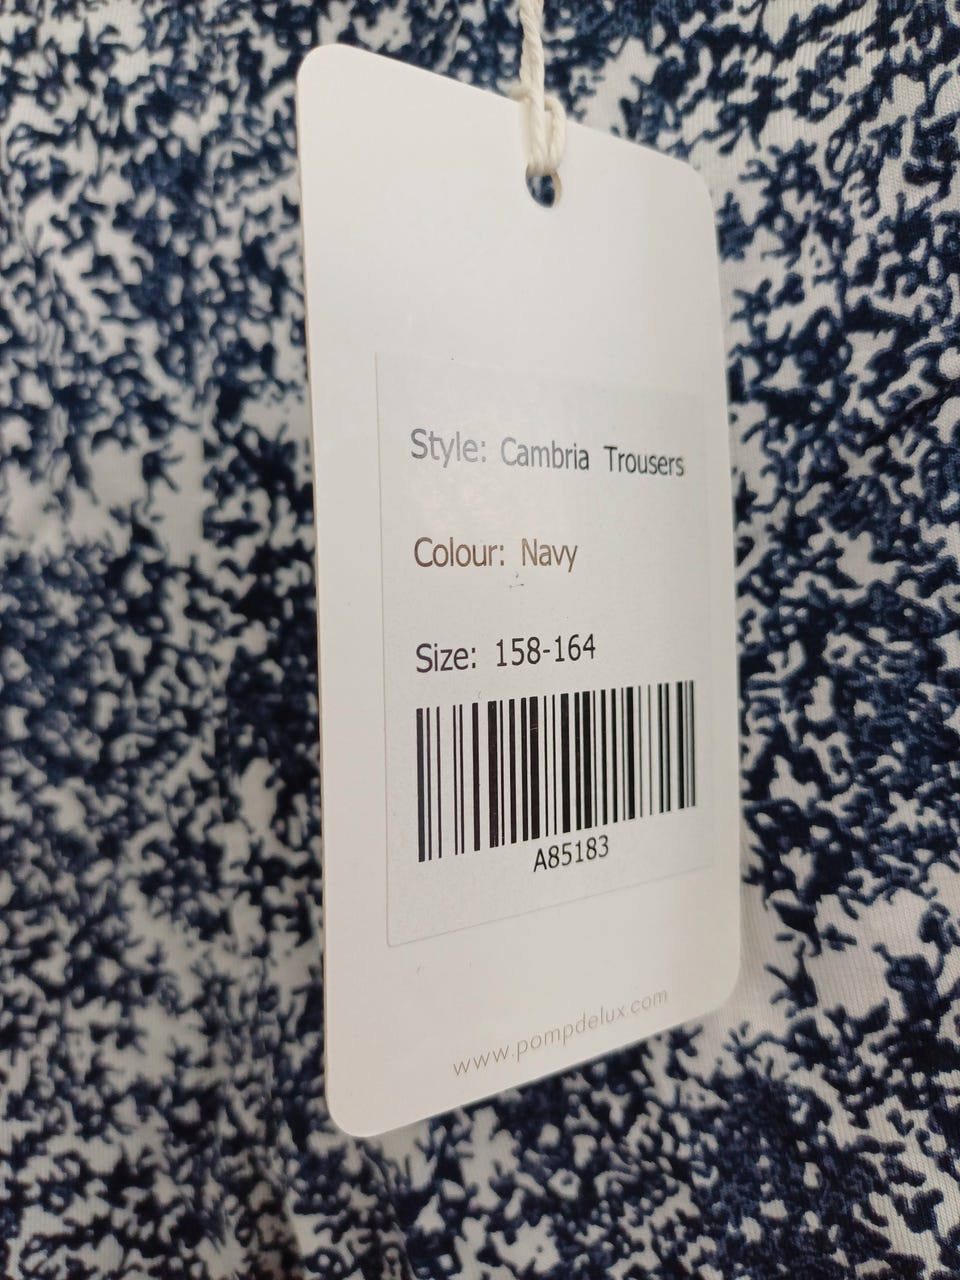 Style: Cambria Trousers
Colour: Navy
Size: 158-164
A85183
www.pompdelux.com